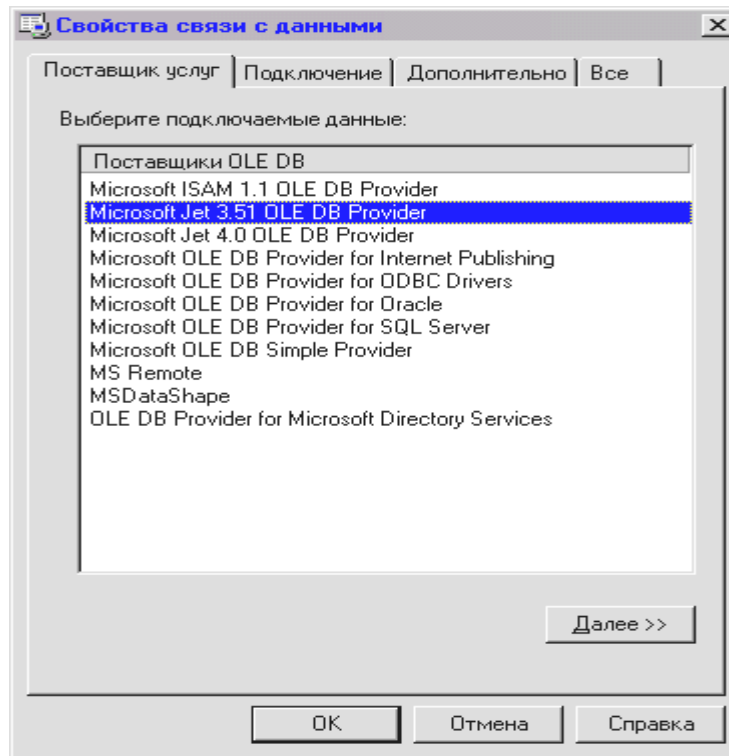 Свойства связи с данными
Поставщик услуг Подключение Дополнительно Все
Выберите подключаемые данные:
Поставщики OLE DB
Microsoft ISAM 1.1 OLE DB Provider
Microsoft Jet 3.51 OLE DB Provider
Microsoft Jet 4.0 OLE DB Provider
Microsoft OLE DB Provider for Internet Publishing
Microsoft OLE DB Provider for ODBC Drivers
Microsoft OLE DB Provider for Oracle
Microsoft OLE DB Provider for SQL Server
Microsoft OLE DB Simple Provider
MS Remote
MSDataShape
OLE DB Provider for Microsoft Directory Services
Далее >>
OK Отмена Справка